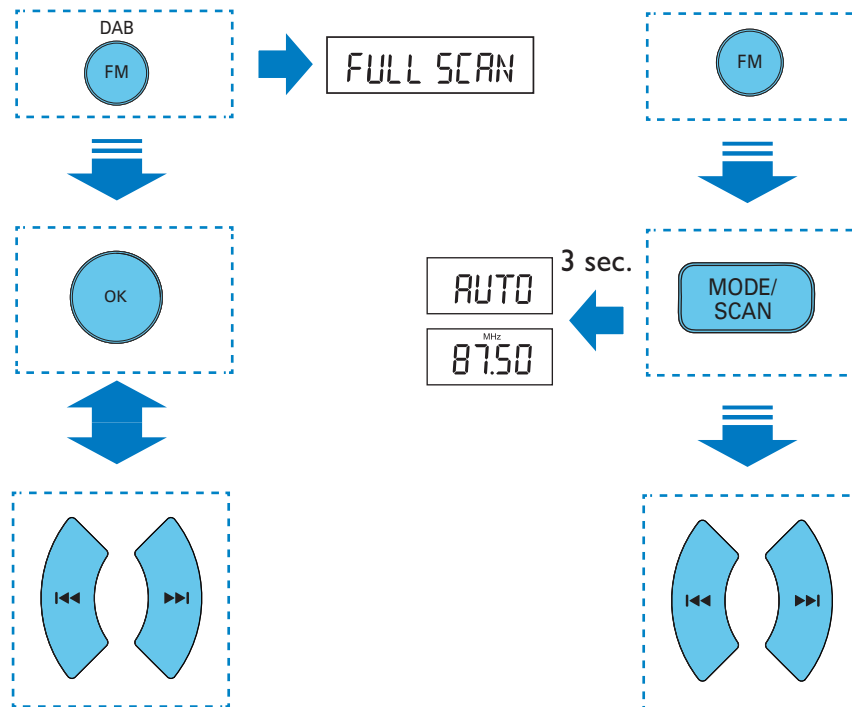 DAB
FM
FULL SCAN
OK
FM
3 sec.
AUTO
MHz
87.50
MODE/
SCAN